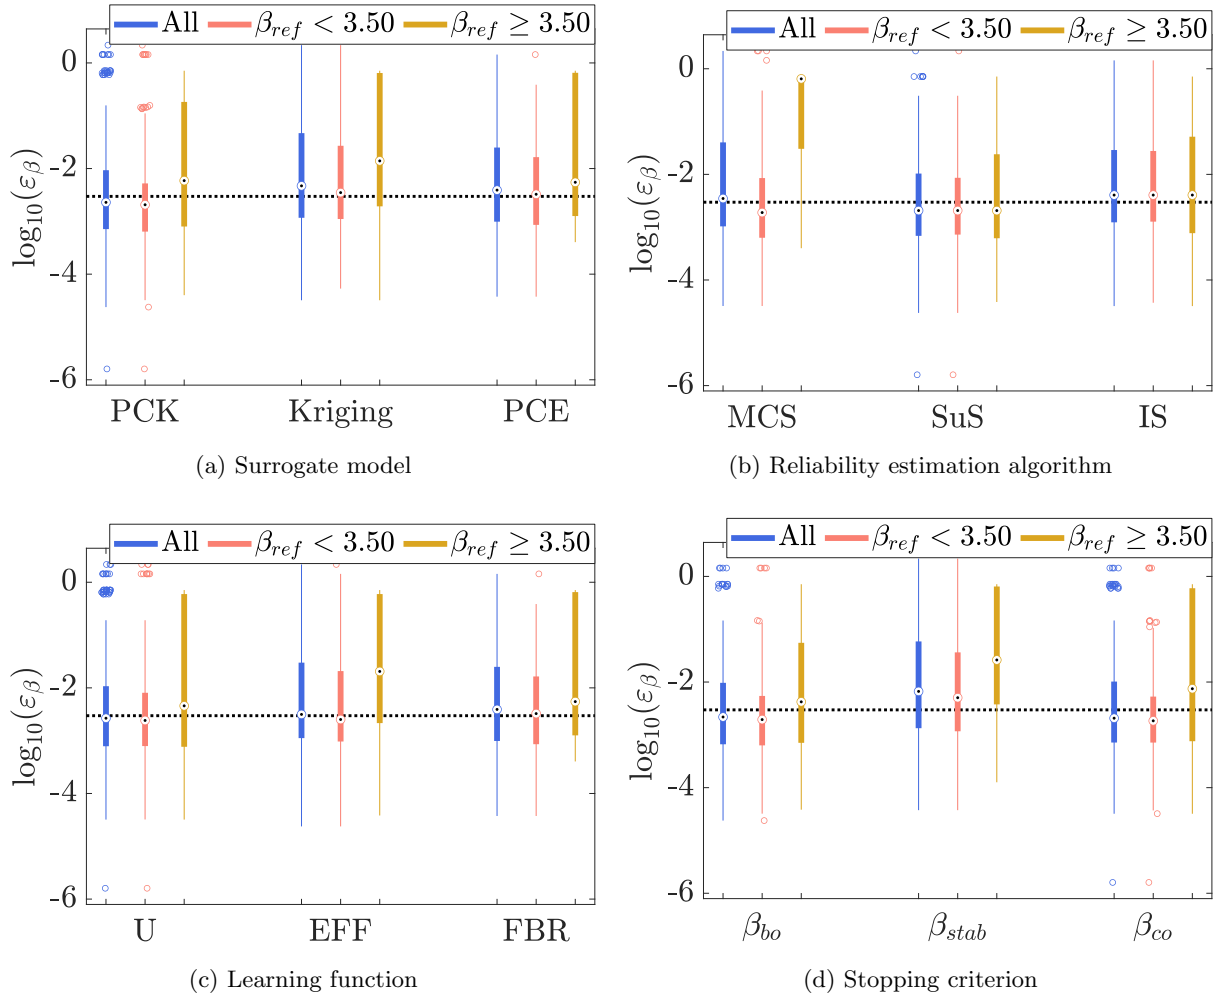 All β_ref < 3.50 β_ref ≥ 3.50
0
-2
-4
-6
log10(ε_β)
PCK Kriging PCE
(a) Surrogate model
All β_ref < 3.50 β_ref ≥ 3.50
0
-2
-4
-6
log10(ε_β)
MCS SuS IS
(b) Reliability estimation algorithm
All β_ref < 3.50 β_ref ≥ 3.50
0
-2
-4
-6
log10(ε_β)
U EFF FBR
(c) Learning function
All β_ref < 3.50 β_ref ≥ 3.50
0
-2
-4
-6
log10(ε_β)
β_bo β_stab β_co
(d) Stopping criterion